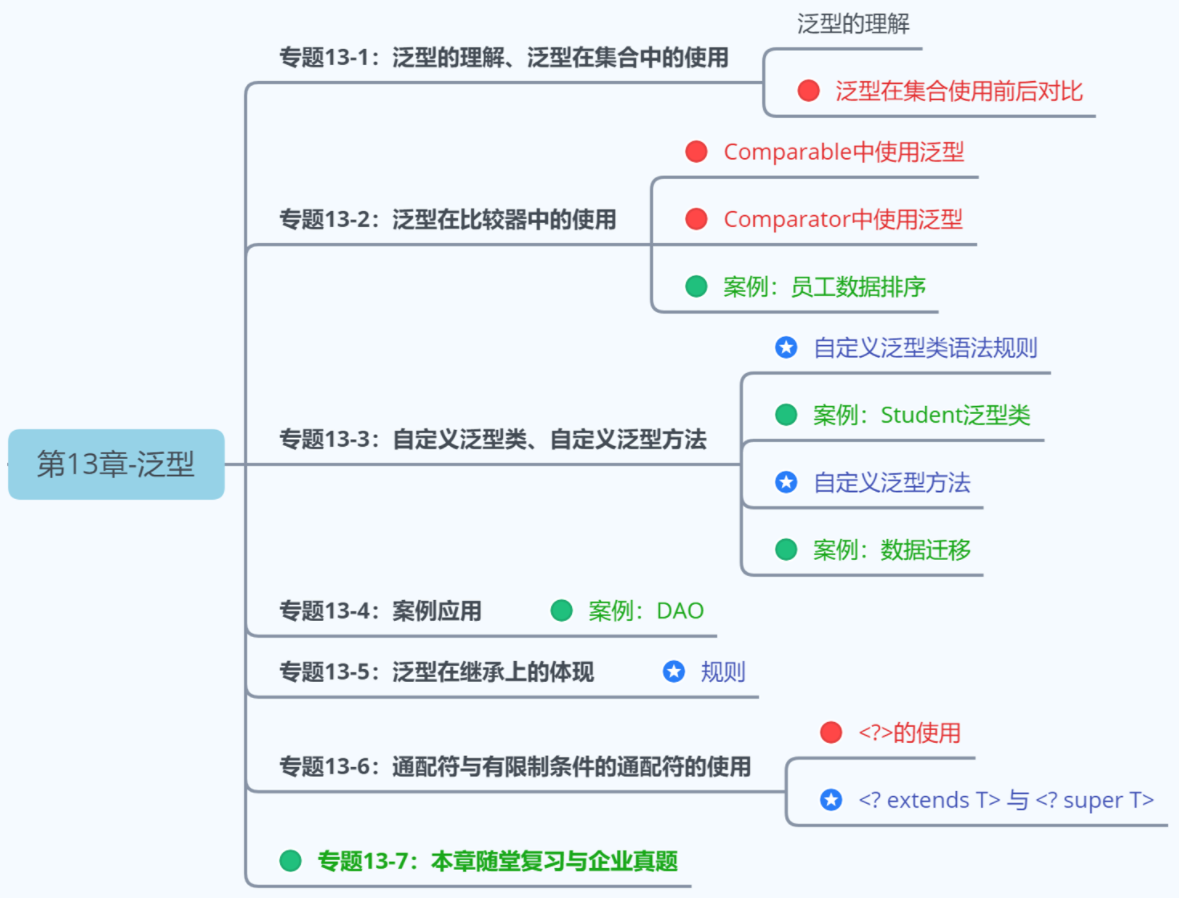 第13章-泛型
专题13-1：泛型的理解、泛型在集合中的使用
泛型的理解
泛型在集合使用前后对比
专题13-2：泛型在比较器中的使用
Comparable中使用泛型
Comparator中使用泛型
案例：员工数据排序
专题13-3：自定义泛型类、自定义泛型方法
自定义泛型类语法规则
案例：Student泛型类
自定义泛型方法
案例：数据迁移
专题13-4：案例应用
案例：DAO
专题13-5：泛型在继承上的体现
规则
专题13-6：通配符与有限制条件的通配符的使用
<?>的使用
<? extends T> 与 <? super T>
专题13-7：本章随堂复习与企业真题